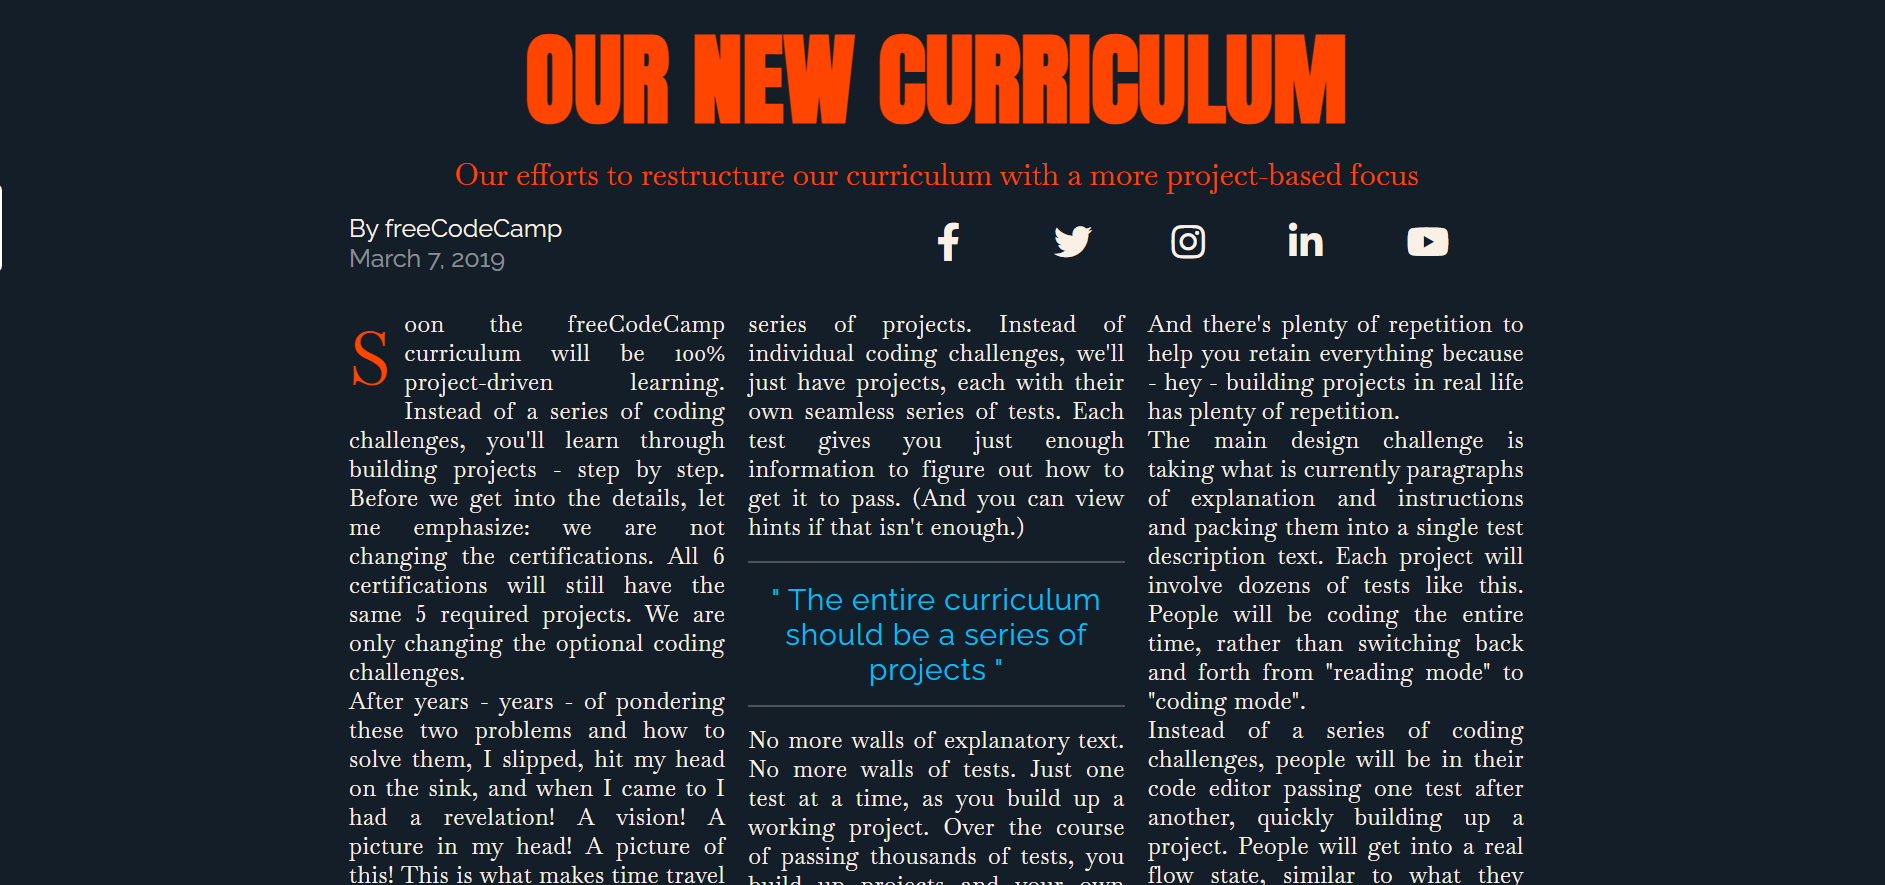 OUR NEW CURRICULUM
Our efforts to restructure our curriculum with a more project-based focus
By freeCodeCamp
March 7, 2019
Soon the freeCodeCamp
curriculum will be 100%
project-driven learning.
Instead of a series of coding
challenges, you'll learn through
building projects - step by step.
Before we get into the details, let
me emphasize: we are not
changing the certifications. All 6
certifications will still have the
same 5 required projects. We are
only changing the optional coding
challenges.
After years - years - of pondering
these two problems and how to
solve them, I slipped, hit my head
on the sink, and when I came to I
had a revelation! A vision! A
picture in my head! A picture of
this! This is what makes time travel
series of projects. Instead of
individual coding challenges, we'll
just have projects, each with their
own seamless series of tests. Each
test gives you just enough
information to figure out how to
get it to pass. (And you can view
hints if that isn't enough.)
" The entire curriculum
should be a series of
projects "
No more walls of explanatory text.
No more walls of tests. Just one
test at a time, as you build up a
working project. Over the course
of passing thousands of tests, you
build up projects and your own
And there's plenty of repetition to
help you retain everything because
- hey - building projects in real life
has plenty of repetition.
The main design challenge is
taking what is currently paragraphs
of explanation and instructions
and packing them into a single test
description text. Each project will
involve dozens of tests like this.
People will be coding the entire
time, rather than switching back
and forth from "reading mode" to
"coding mode".
Instead of a series of coding
challenges, people will be in their
code editor passing one test after
another, quickly building up a
project. People will get into a real
flow state, similar to what they